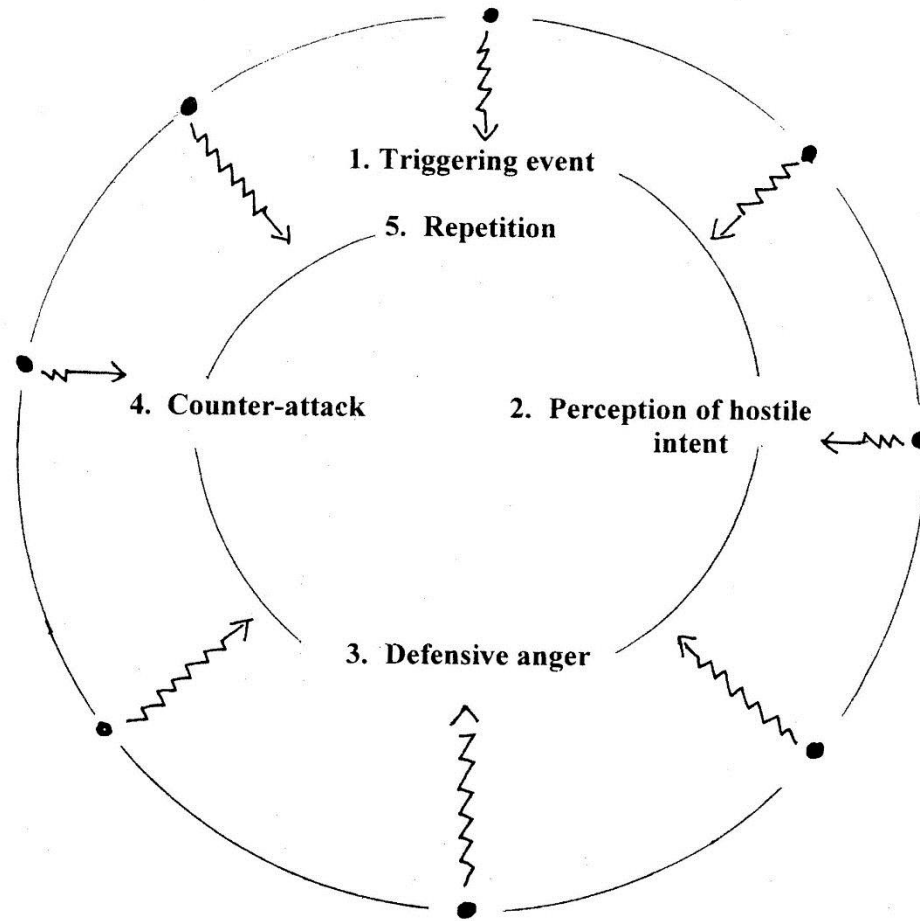 1. Triggering event
5. Repetition
4. Counter-attack
2. Perception of hostile
intent
3. Defensive anger